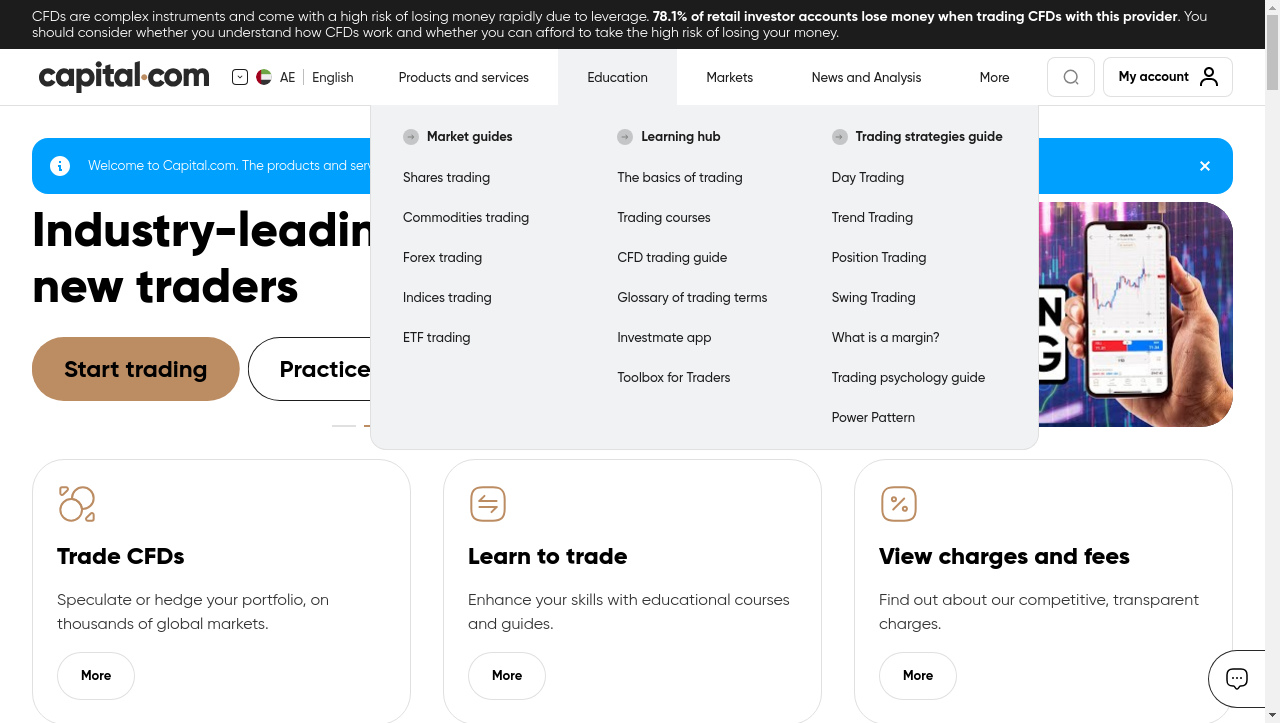 CFDs are complex instruments and come with a high risk of losing money rapidly due to leverage. 78.1% of retail investor accounts lose money when trading CFDs with this provider. You
should consider whether you understand how CFDs work and whether you can afford to take the high risk of losing your money.
capital.com
AE
English
Products and services
Education
Markets
News and Analysis
More
My account
Market guides
Shares trading
Commodities trading
Forex trading
Indices trading
ETF trading
Learning hub
The basics of trading
Trading courses
CFD trading guide
Glossary of trading terms
Investmate app
Toolbox for Traders
Trading strategies guide
Day Trading
Trend Trading
Position Trading
Swing Trading
What is a margin?
Trading psychology guide
Power Pattern
Welcome to Capital.com. The products and
Industry-leadin
new traders
Start trading
Practice
Trade CFDs
Speculate or hedge your portfolio, on
thousands of global markets.
More
Learn to trade
Enhance your skills with educational courses
and guides.
More
View charges and fees
Find out about our competitive, transparent
charges.
More